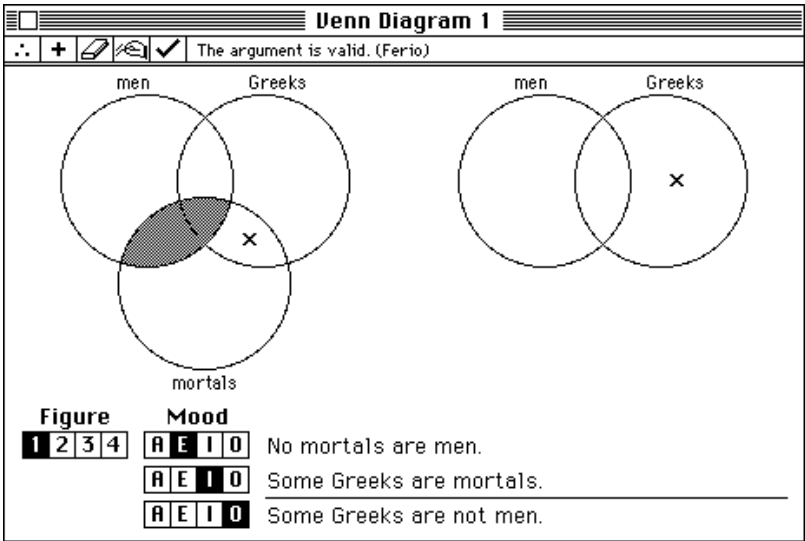 Venn Diagram 1
∴ + ✓ The argument is valid. (Ferio)
men Greeks men Greeks
× ×
mortals
Figure Mood
1 2 3 4 A E I O No mortals are men.
A E I O Some Greeks are mortals.
A E I O Some Greeks are not men.